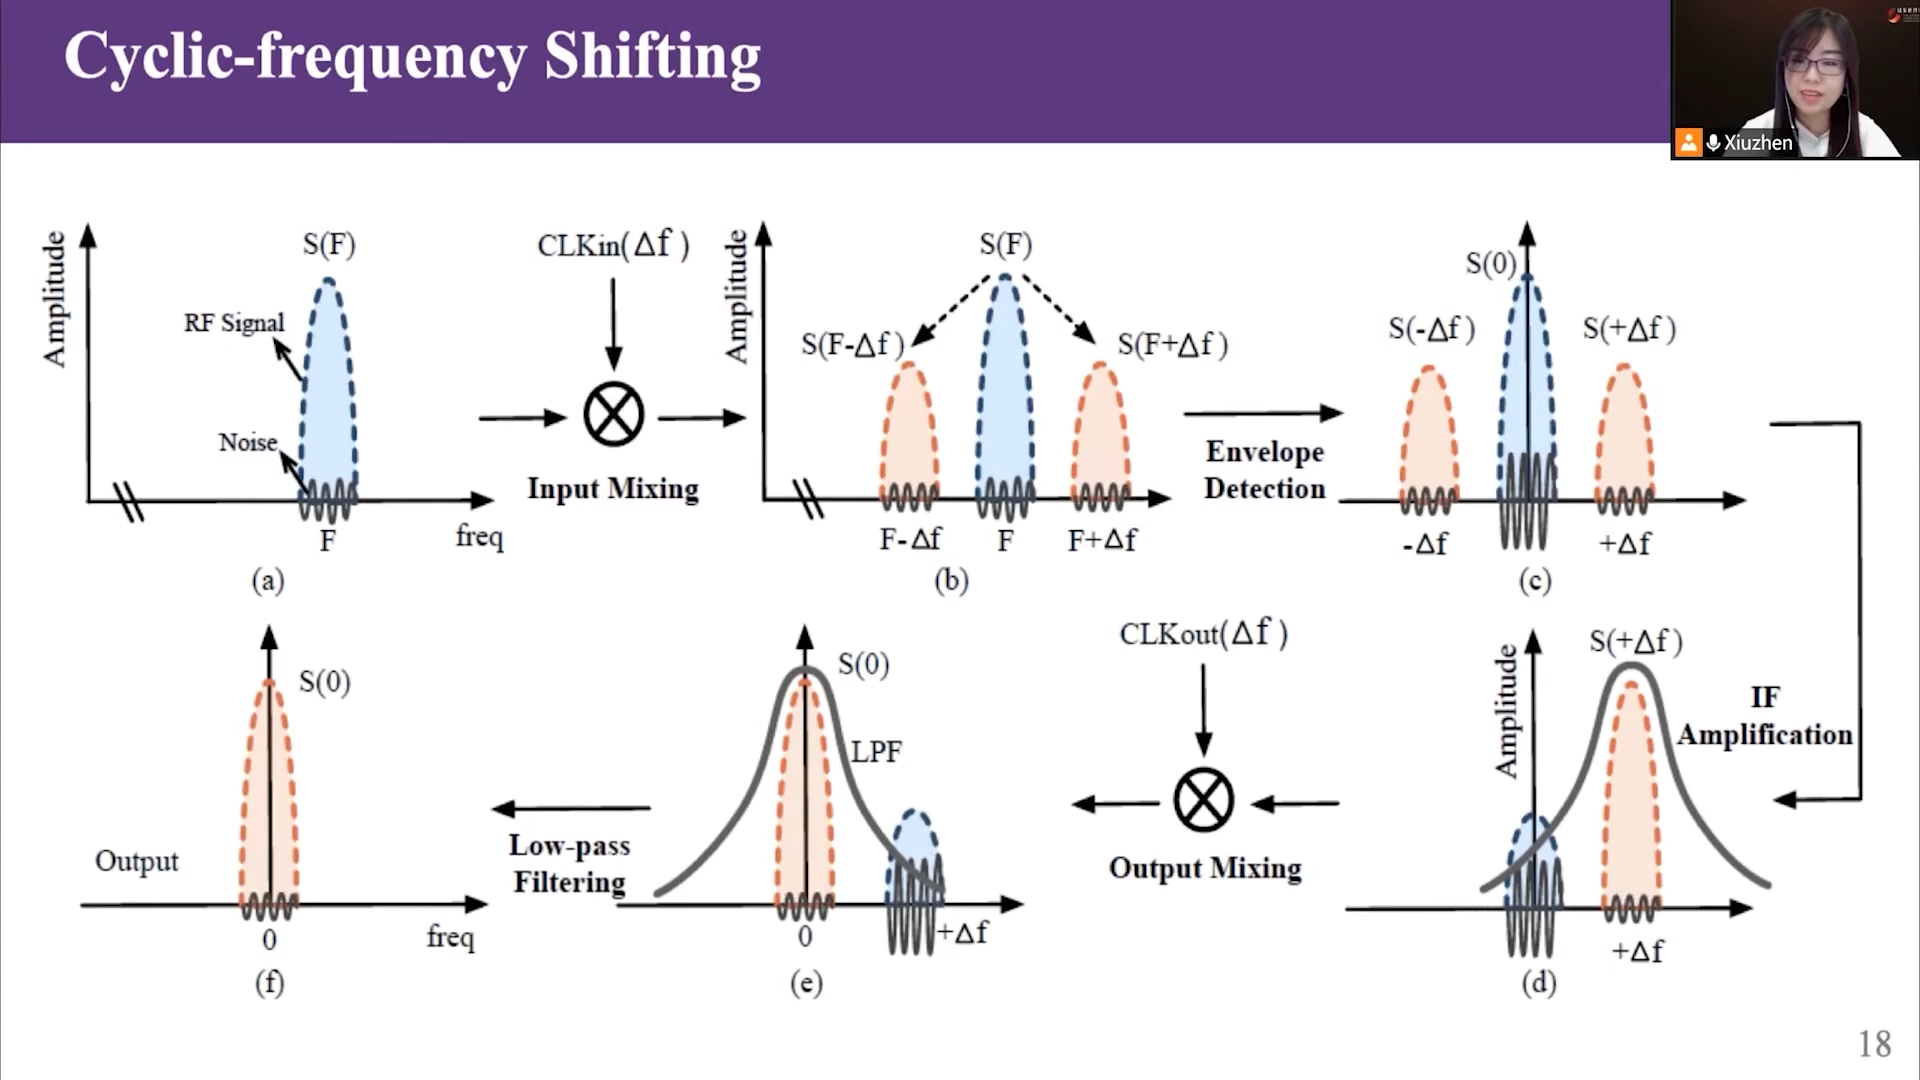 Cyclic-frequency Shifting
usen
Xiuzhen
Amplitude
S(F)
RF Signal
Noise
F
freq
(a)
CLKin(Δf)
Input Mixing
Amplitude
S(F)
S(F-Δf)
S(F+Δf)
F-Δf
F
F+Δf
(b)
Envelope
Detection
S(0)
S(-Δf)
S(+Δf)
-Δf
+Δf
(c)
IF
Amplification
Amplitude
S(+Δf)
+Δf
(d)
CLKout(Δf)
Output Mixing
S(0)
LPF
0
+Δf
(e)
Low-pass
Filtering
S(0)
Output
0
freq
(f)
18